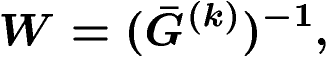 W = (Ḡ^(k))^−1,